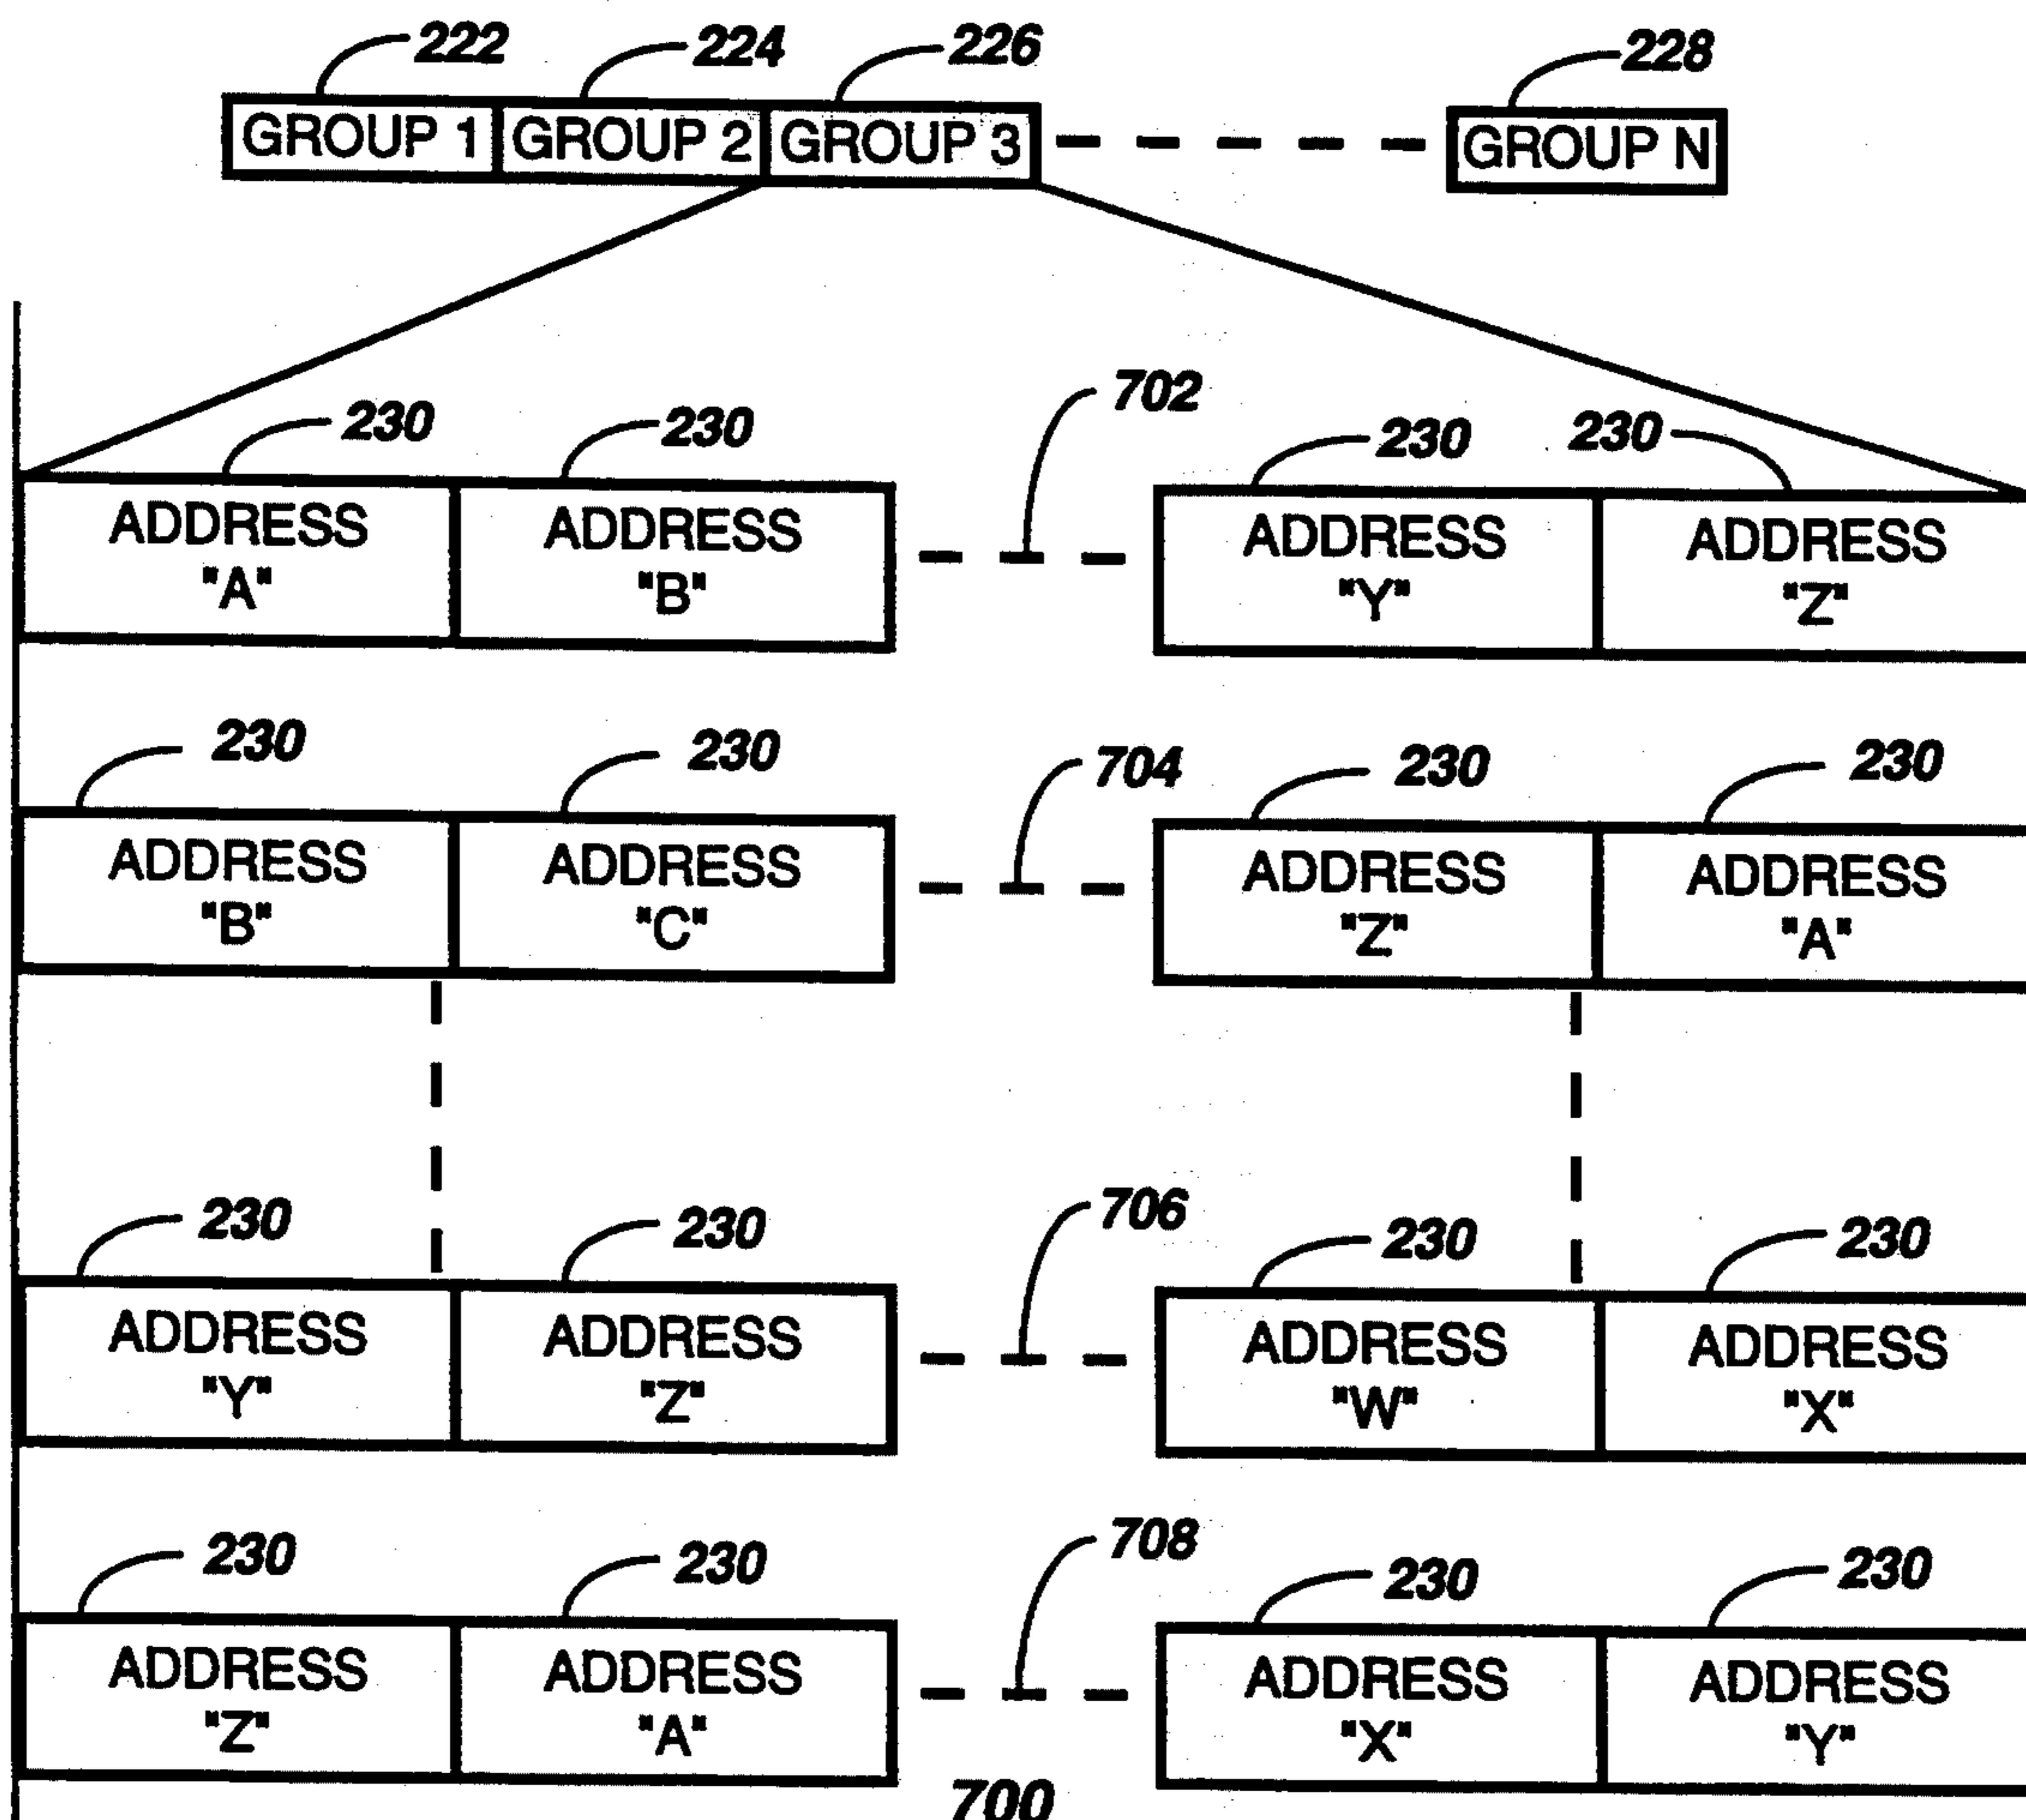 222 224 226 228
GROUP 1 GROUP 2 GROUP 3 GROUP N
702
230 230 230 230
ADDRESS ADDRESS ADDRESS ADDRESS
"A" "B" "Y" "Z"
230 230 704 230 230
ADDRESS ADDRESS ADDRESS ADDRESS
"B" "C" "Z" "A"
230 230 706 230 230
ADDRESS ADDRESS ADDRESS ADDRESS
"Y" "Z" "W" "X"
230 230 708 230 230
ADDRESS ADDRESS ADDRESS ADDRESS
"Z" "A" "X" "Y"
700